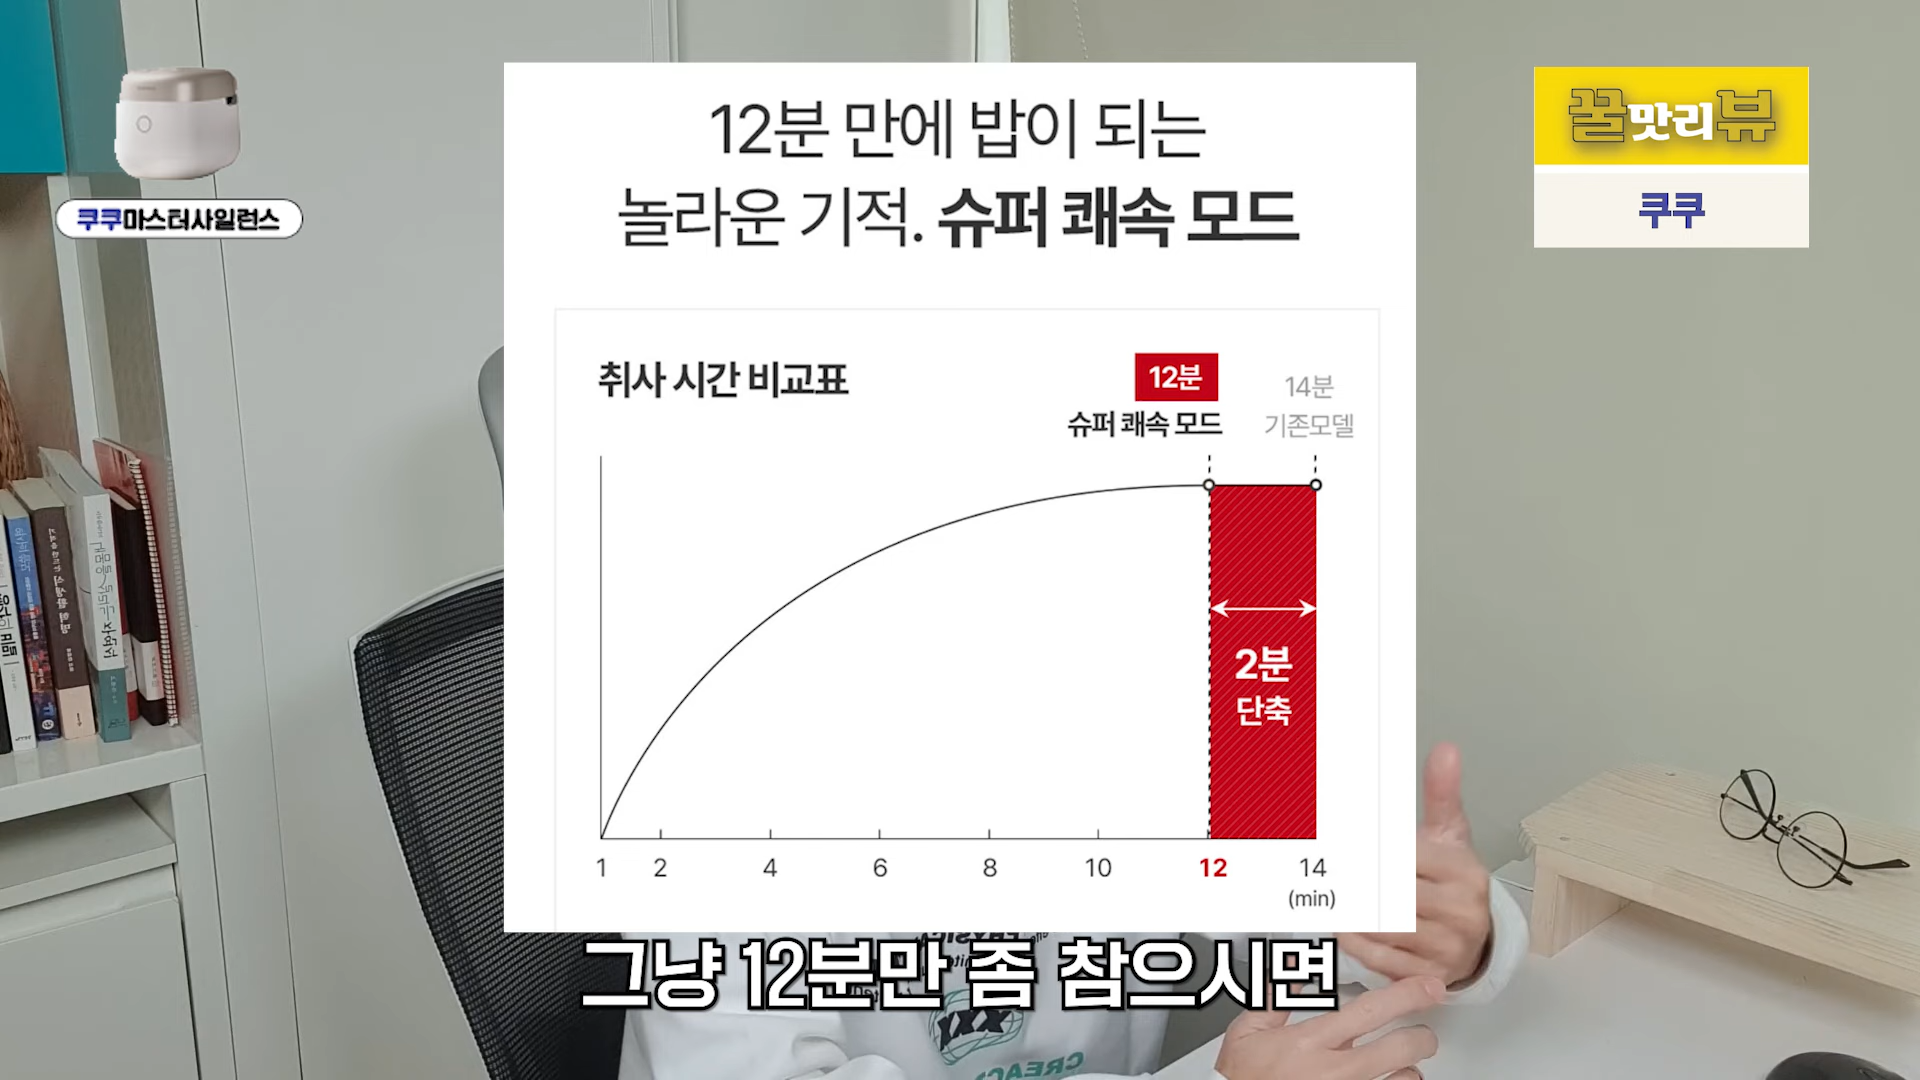 쿠쿠마스터사일런스
꿀맛리뷰
쿠쿠
12분 만에 밥이 되는
놀라운 기적. 슈퍼 쾌속 모드
취사 시간 비교표
12분
슈퍼 쾌속 모드
14분
기존모델
2분
단축
1 2 4 6 8 10 12 14
(min)
그냥 12분만 좀 참으시면
XXX
CREA